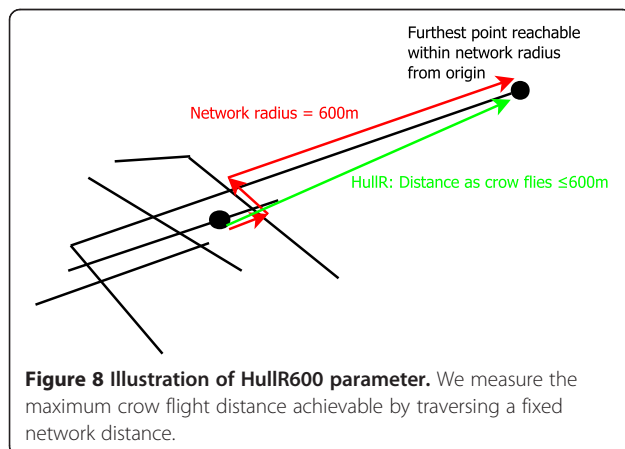 Furthest point reachable
within network radius
from origin
Network radius = 600m
HullR: Distance as crow flies ≤600m
Figure 8 Illustration of HullR600 parameter. We measure the
maximum crow flight distance achievable by traversing a fixed
network distance.